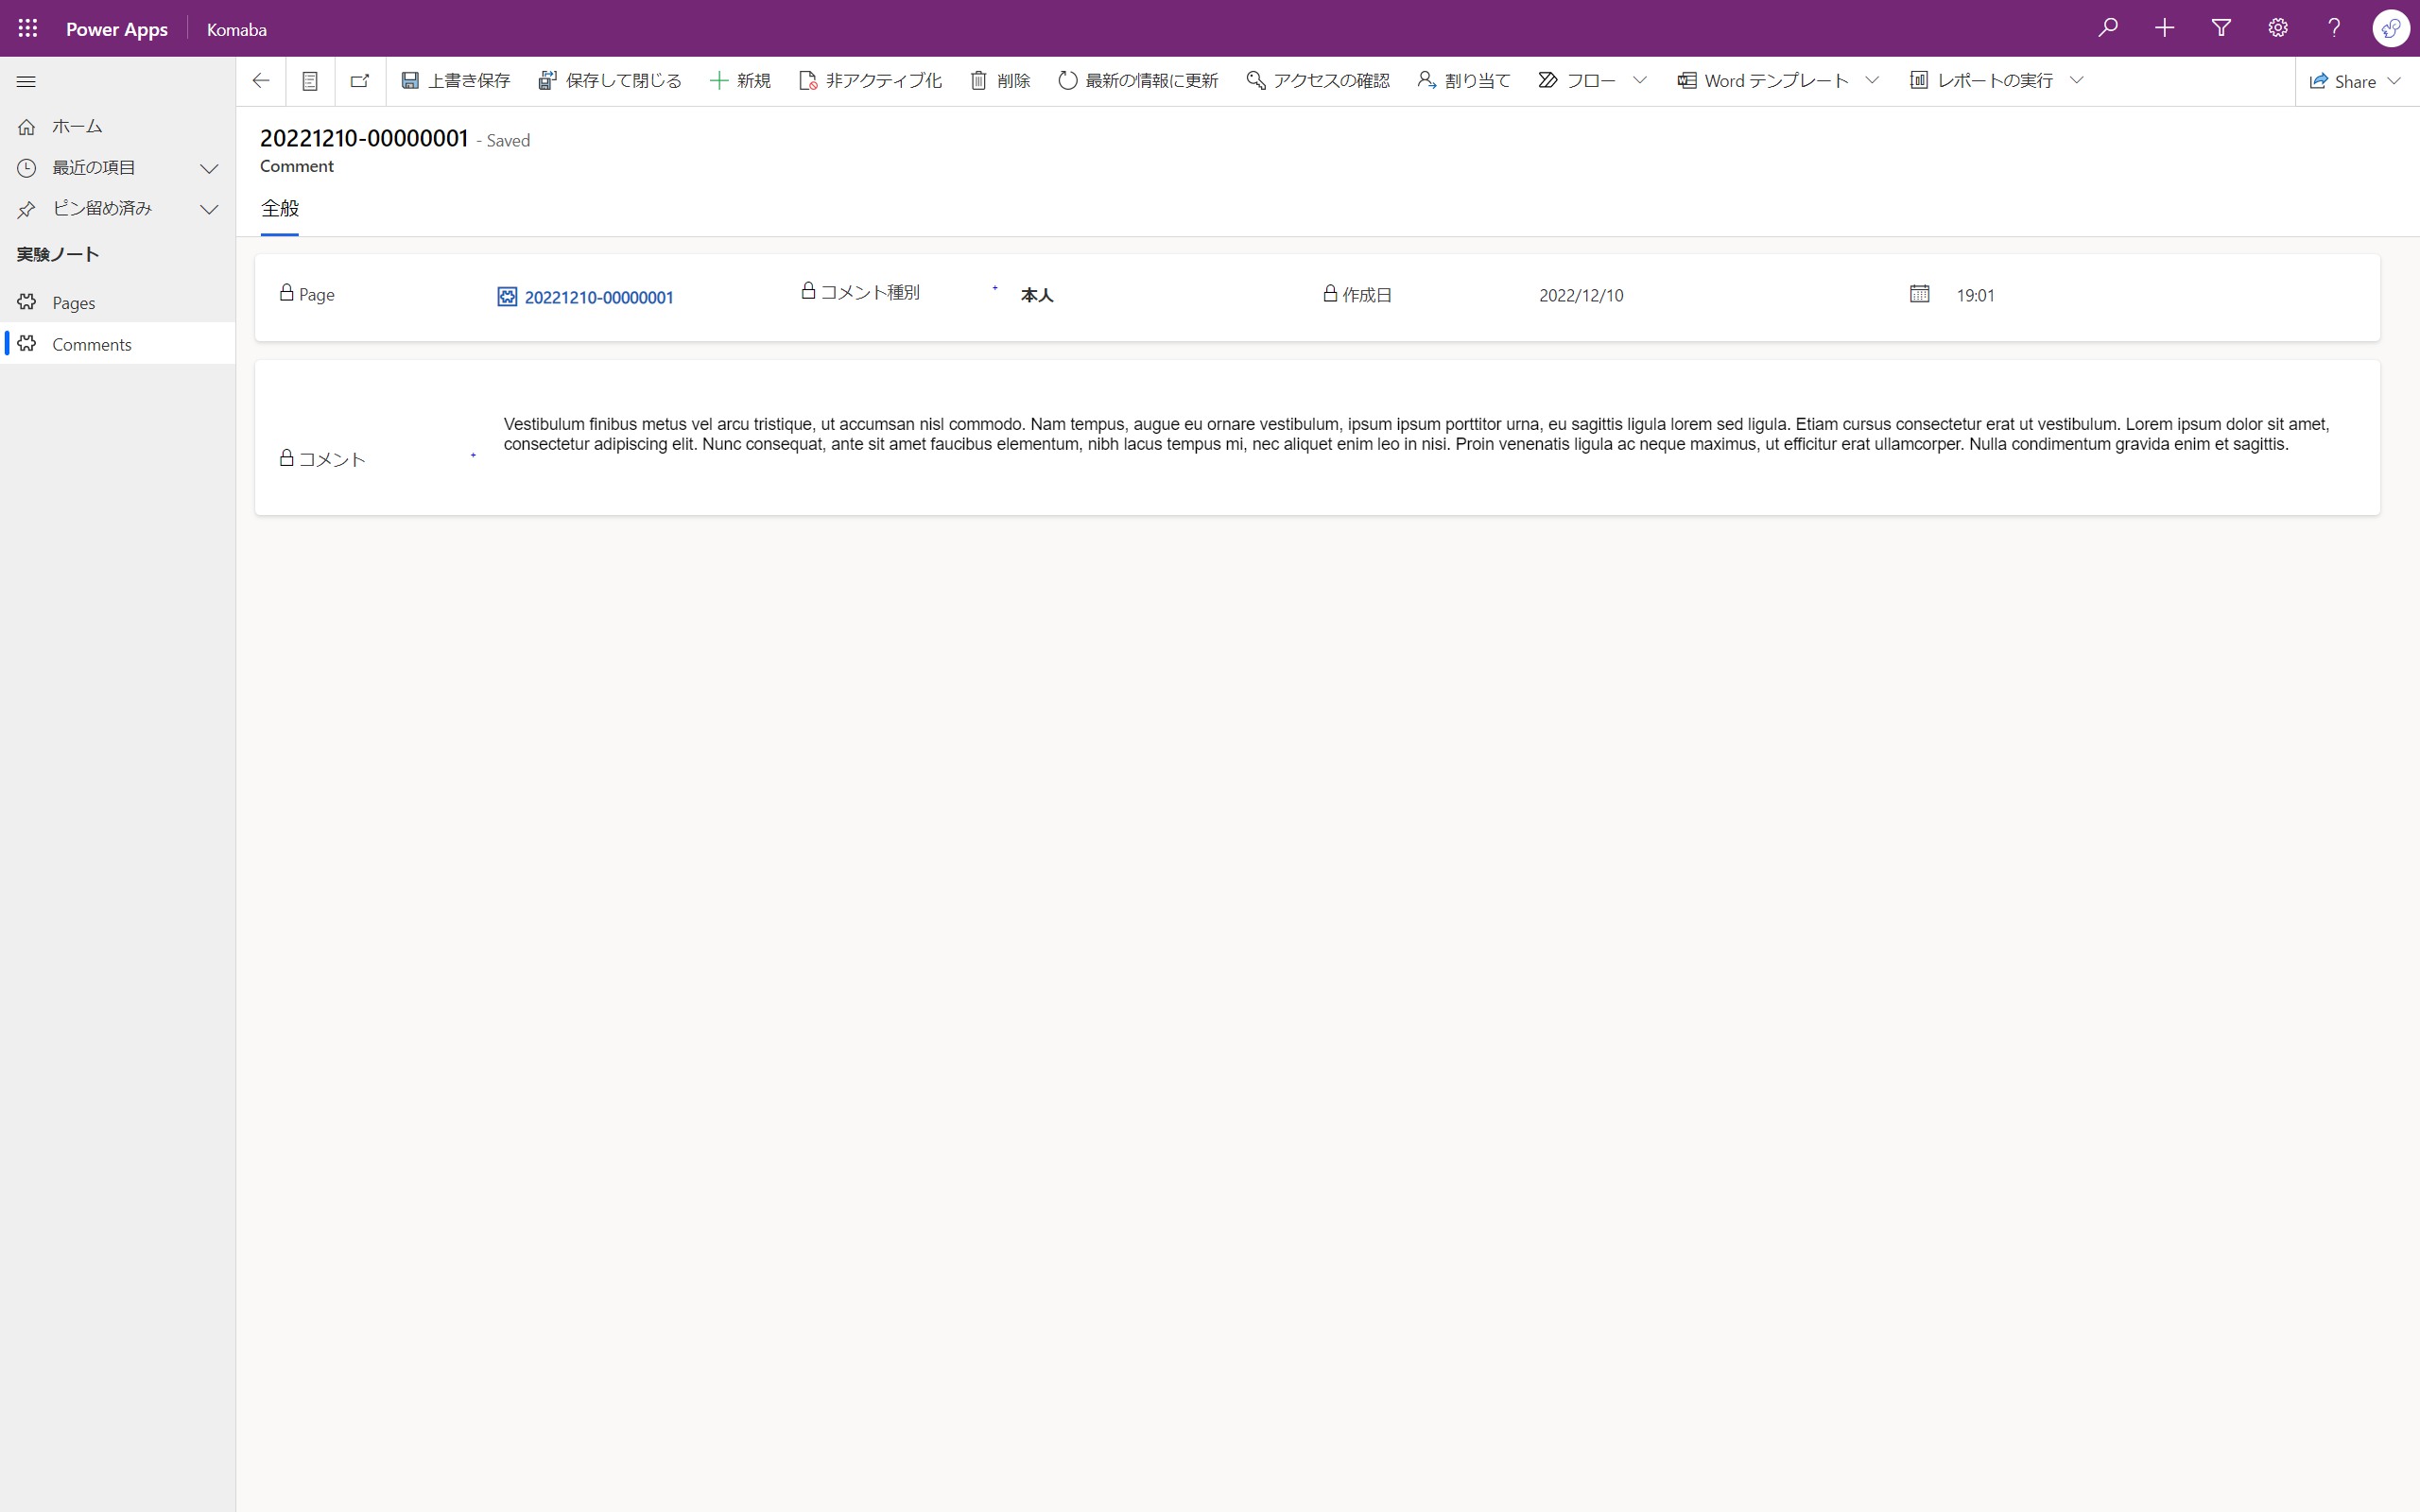 Power Apps Komaba
上書き保存 保存して閉じる 新規 非アクティブ化 削除 最新の情報に更新 アクセスの確認 割り当て フロー Word テンプレート レポートの実行 Share
ホーム
最近の項目
ピン留め済み
実験ノート
Pages
Comments
20221210-00000001 - Saved
Comment
全般
Page 20221210-00000001 コメント種別 + 本人 作成日 2022/12/10 19:01
コメント +
Vestibulum finibus metus vel arcu tristique, ut accumsan nisl commodo. Nam tempus, augue eu ornare vestibulum, ipsum ipsum porttitor urna, eu sagittis ligula lorem sed ligula. Etiam cursus consectetur erat ut vestibulum. Lorem ipsum dolor sit amet,
consectetur adipiscing elit. Nunc consequat, ante sit amet faucibus elementum, nibh lacus tempus mi, nec aliquet enim leo in nisi. Proin venenatis ligula ac neque maximus, ut efficitur erat ullamcorper. Nulla condimentum gravida enim et sagittis.